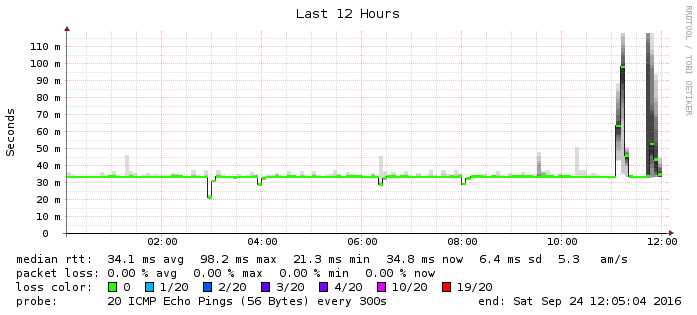 Last 12 Hours
RRDTOOL / TOBI OETIKER
Seconds
110 m
100 m
90 m
80 m
70 m
60 m
50 m
40 m
30 m
20 m
10 m
0
02:00 04:00 06:00 08:00 10:00 12:00
median rtt: 34.1 ms avg 98.2 ms max 21.3 ms min 34.8 ms now 6.4 ms sd 5.3 am/s
packet loss: 0.00 % avg 0.00 % max 0.00 % min 0.00 % now
loss color: 0 1/20 2/20 3/20 4/20 10/20 19/20
probe: 20 ICMP Echo Pings (56 Bytes) every 300s end: Sat Sep 24 12:05:04 2016